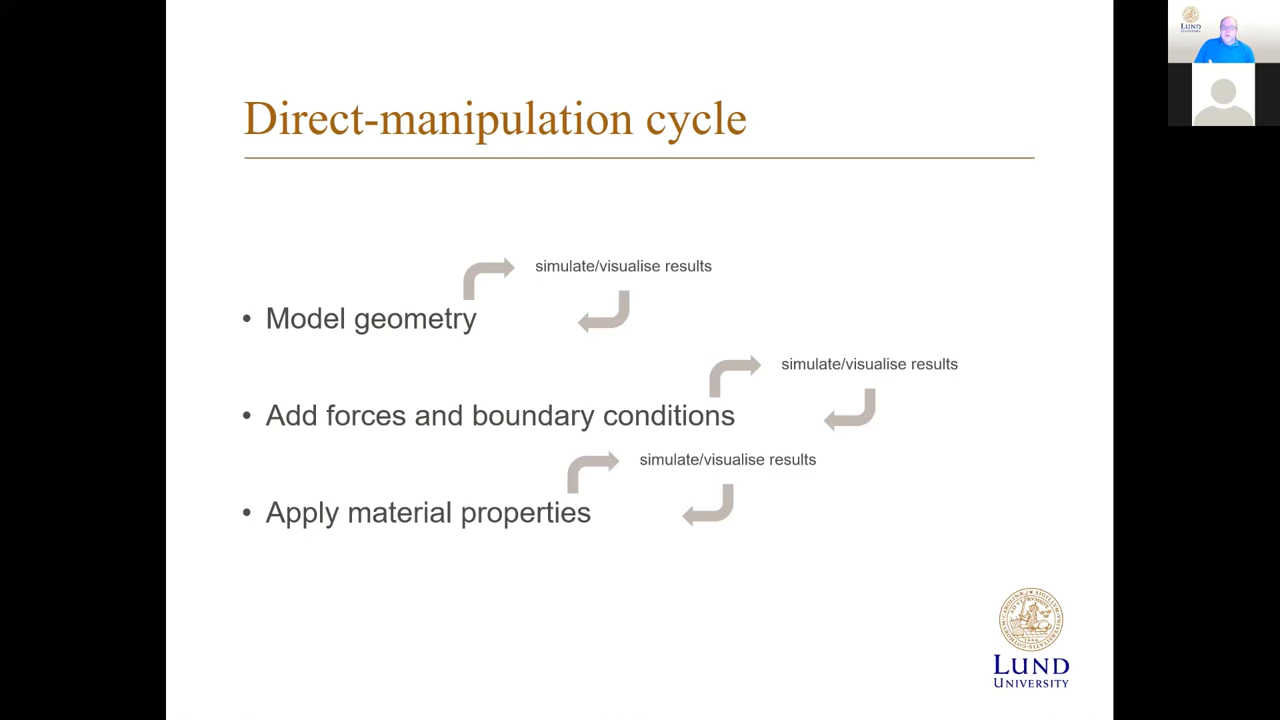 Direct-manipulation cycle
simulate/visualise results
• Model geometry
simulate/visualise results
• Add forces and boundary conditions
simulate/visualise results
• Apply material properties
LUND
UNIVERSITY
LUND